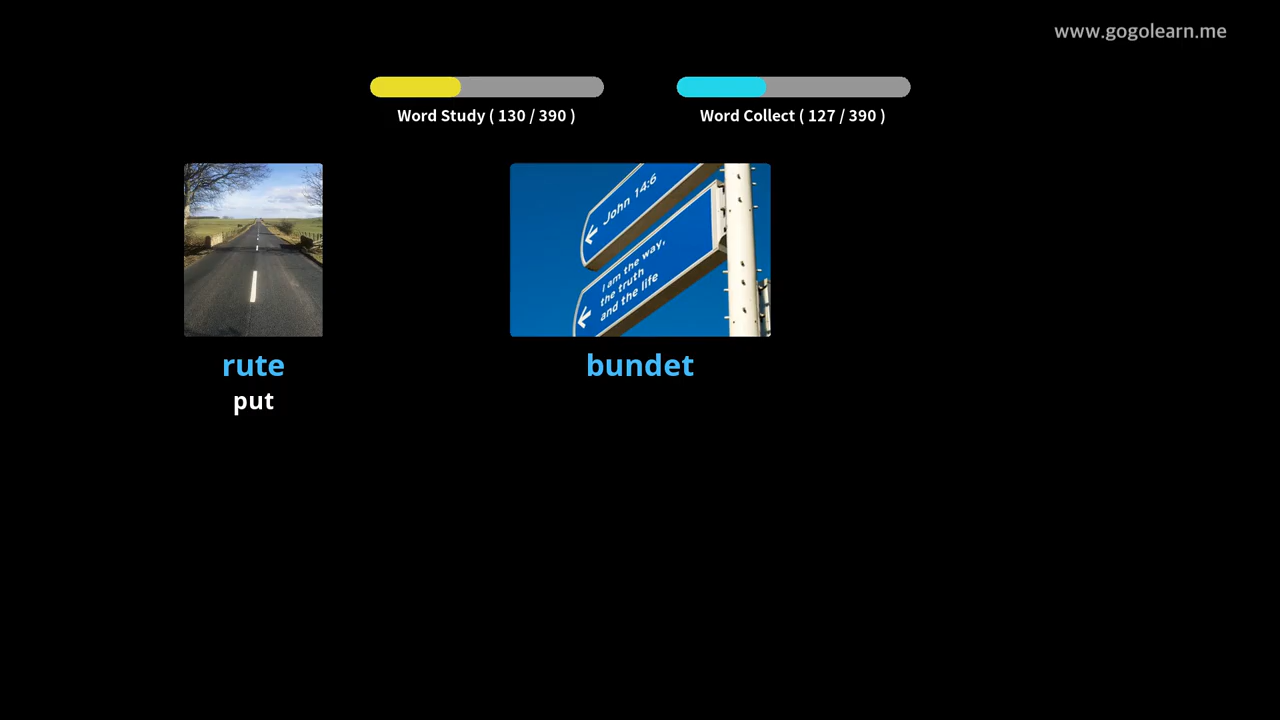 www.gogolearn.me
Word Study ( 130 / 390 )
Word Collect ( 127 / 390 )
John 14:6
I am the way,
the truth
and the life
rute
bundet
put